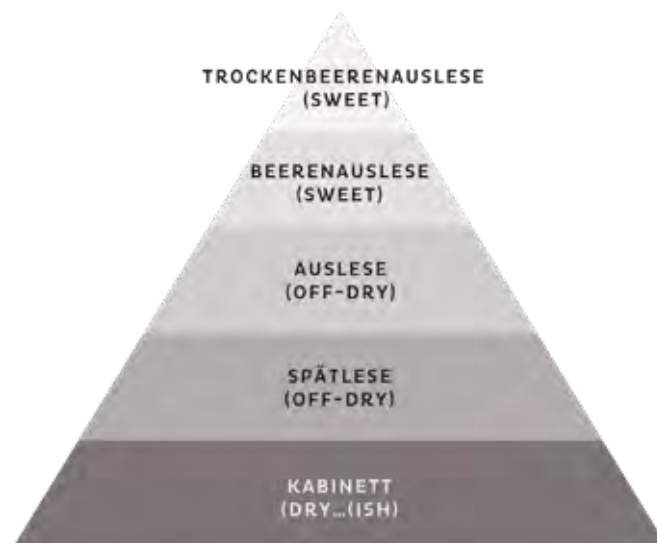 TROCKENBEERENAUSLESE
(SWEET)
BEERENAUSLESE
(SWEET)
AUSLESE
(OFF-DRY)
SPÄTLESE
(OFF-DRY)
KABINETT
(DRY...(ISH)